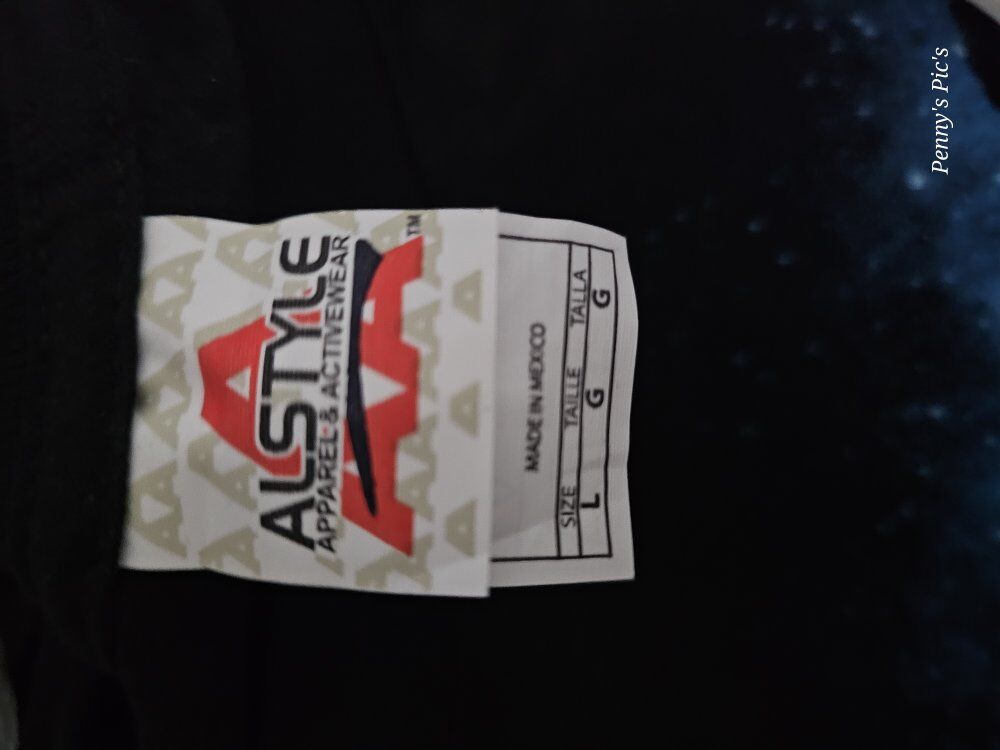 ALSTYLE
APPAREL & ACTIVEWEAR
TM
MADE IN MEXICO
SIZE TAILLE TALLA
L G G
Penny's Pic's